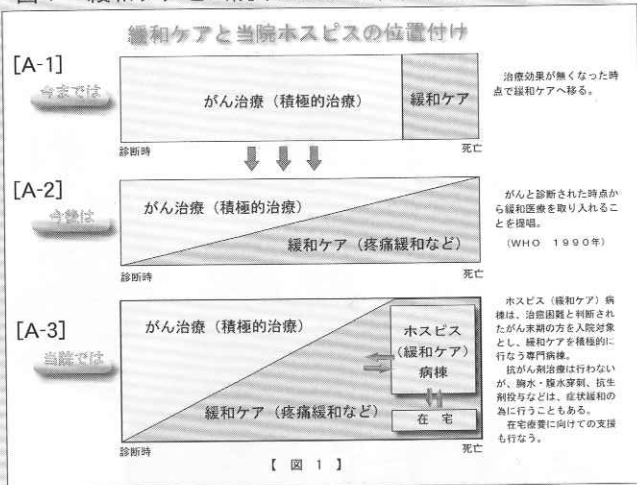 緩和ケアと当院ホスピスの位置付け
[A-1]
今までは
がん治療（積極的治療）
緩和ケア
治療効果が無くなった時
点で緩和ケアへ移る。
診断時
死亡
[A-2]
今後は
がん治療（積極的治療）
緩和ケア（疼痛緩和など）
がんと診断された時点か
ら緩和医療を取り入れるこ
とを提唱。
（WHO １９９０年）
診断時
死亡
[A-3]
当院では
がん治療（積極的治療）
緩和ケア（疼痛緩和など）
ホスピス
（緩和ケア）
病棟
在 宅
ホスピス（緩和ケア）病
棟は、治癒困難と判断され
たがん末期の方を入院対象
とし、緩和ケアを積極的に
行なう専門病棟。
抗がん剤治療は行わない
が、胸水・腹水穿刺、抗生
剤投与などは、症状緩和の
為に行うこともある。
在宅療養に向けての支援
も行なう。
診断時
死亡
【 図 １ 】